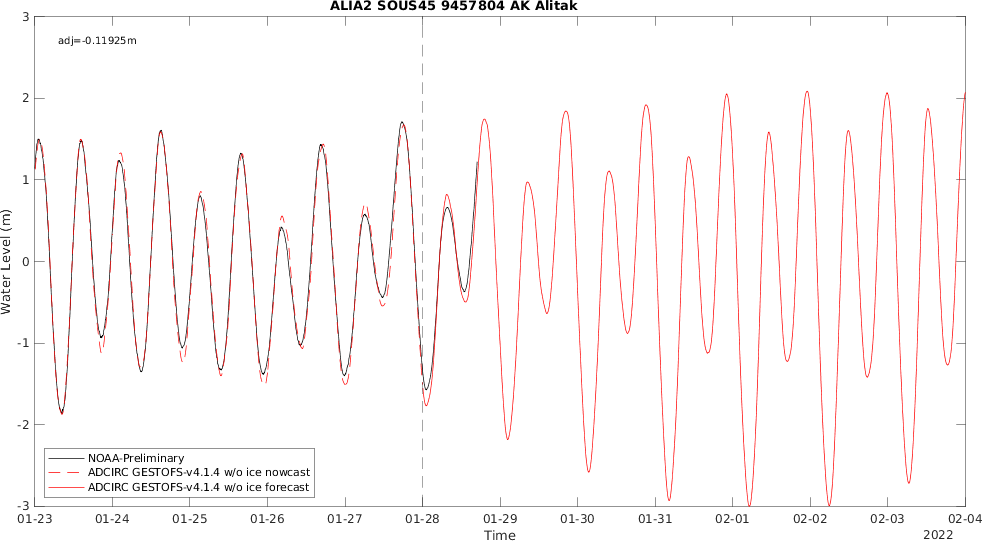 ALIA2 SOUS45 9457804 AK Alitak
adj=-0.11925m
3
2
1
0
-1
-2
-3
Water Level (m)
NOAA-Preliminary
ADCIRC GESTOFS-v4.1.4 w/o ice nowcast
ADCIRC GESTOFS-v4.1.4 w/o ice forecast
01-23 01-24 01-25 01-26 01-27 01-28 01-29 01-30 01-31 02-01 02-02 02-03 02-04
Time
2022